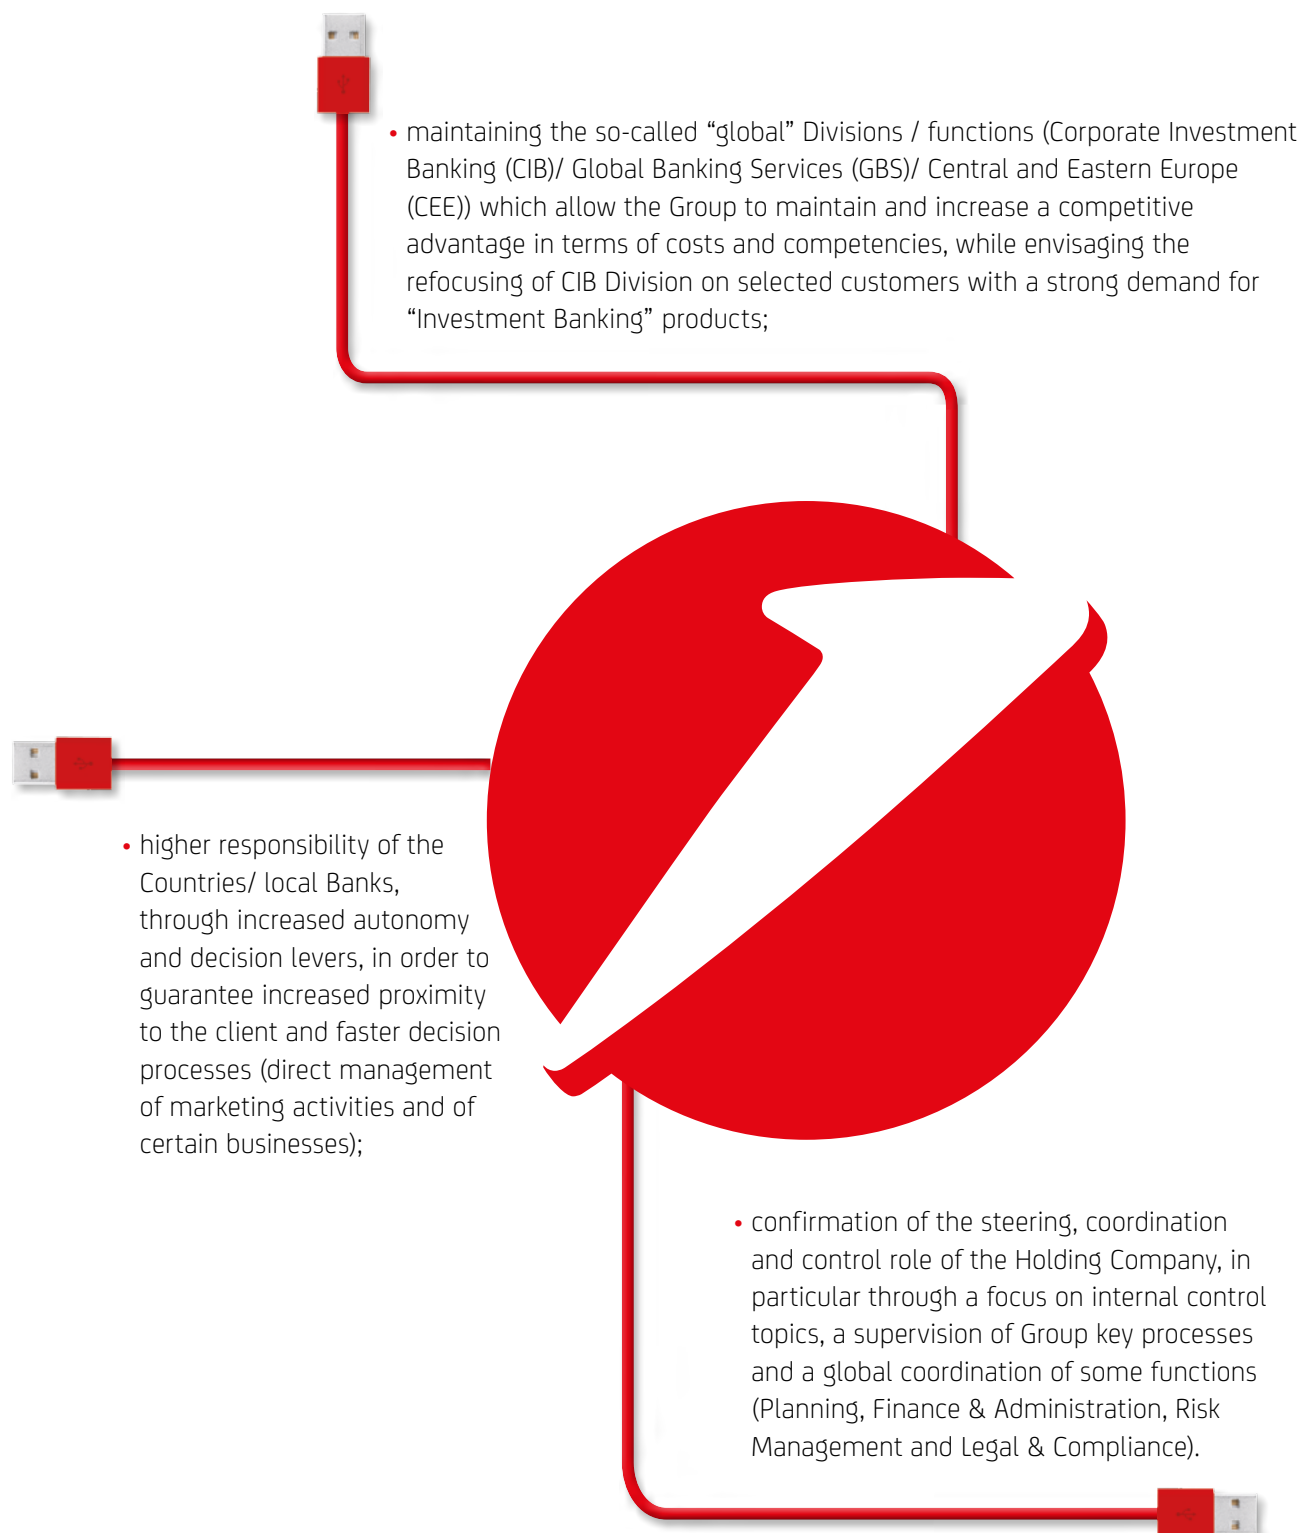 • maintaining the so-called “global” Divisions / functions (Corporate Investment
Banking (CIB)/ Global Banking Services (GBS)/ Central and Eastern Europe
(CEE)) which allow the Group to maintain and increase a competitive
advantage in terms of costs and competencies, while envisaging the
refocusing of CIB Division on selected customers with a strong demand for
“Investment Banking” products;
• higher responsibility of the
Countries/ local Banks,
through increased autonomy
and decision levers, in order to
guarantee increased proximity
to the client and faster decision
processes (direct management
of marketing activities and of
certain businesses);
• confirmation of the steering, coordination
and control role of the Holding Company, in
particular through a focus on internal control
topics, a supervision of Group key processes
and a global coordination of some functions
(Planning, Finance & Administration, Risk
Management and Legal & Compliance).